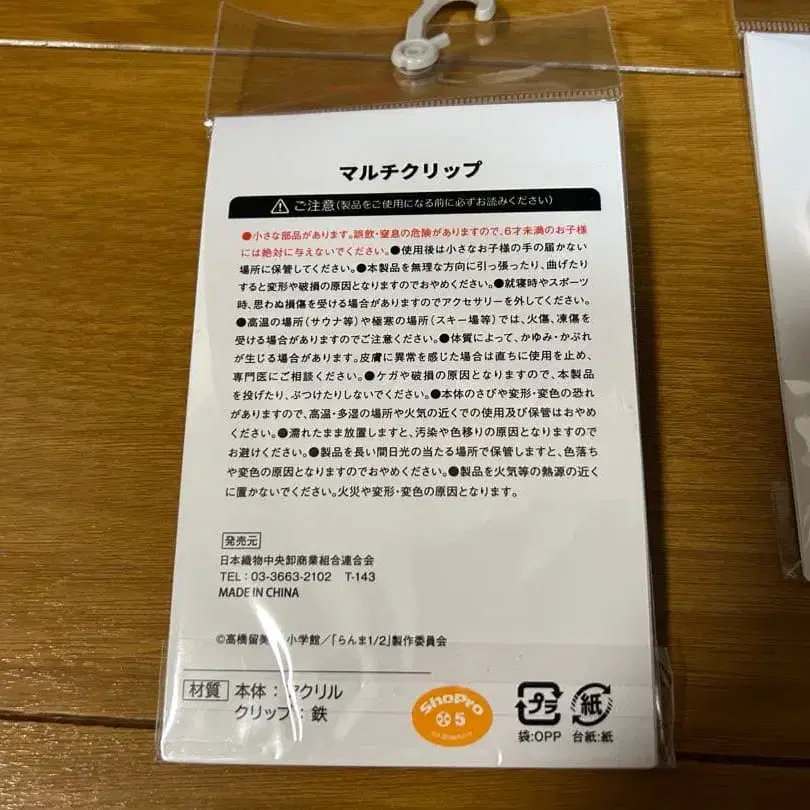 マルチクリップ
ご注意(製品をご使用になる前に必ずお読みください)
●小さな部品があります。誤飲・窒息の危険がありますので、6才未満のお子様
には絶対に与えないでください。●使用後は小さなお子様の手の届かない
場所に保管してください。●本製品を無理な方向に引っ張ったり、曲げたり
すると変形や破損の原因となりますのでおやめください。●就寝時やスポーツ
時、思わぬ損傷を受ける場合がありますのでアクセサリーを外してください。
●高温の場所(サウナ等)や極寒の場所(スキー場等)では、火傷、凍傷を
受ける場合がありますのでご注意ください。●体質によって、かゆみ・かぶれ
が生じる場合があります。皮膚に異常を感じた場合は直ちに使用を止め、
専門医にご相談ください。●ケガや破損の原因となりますので、本製品
を投げたり、ぶつけたりしないでください。●本体のさびや変形・変色の恐れ
がありますので、高温・多湿の場所や火気の近くでの使用及び保管はおやめ
ください。●濡れたまま放置しますと、汚染や色移りの原因となりますので
お避けください。●製品を長い間日光の当たる場所で保管しますと、色落ち
や変色の原因となりますのでおやめください。●製品を火気等の熱源の近く
に置かないでください。火災や変形・変色の原因となります。
発売元
日本織物中央卸商業組合連合会
TEL:03-3663-2102 T-143
MADE IN CHINA
©高橋留美 小学館/「らんま1/2」製作委員会
材質 本体:アクリル
クリップ:鉄
ShoPro
5
プラ
袋:OPP
紙
台紙:紙